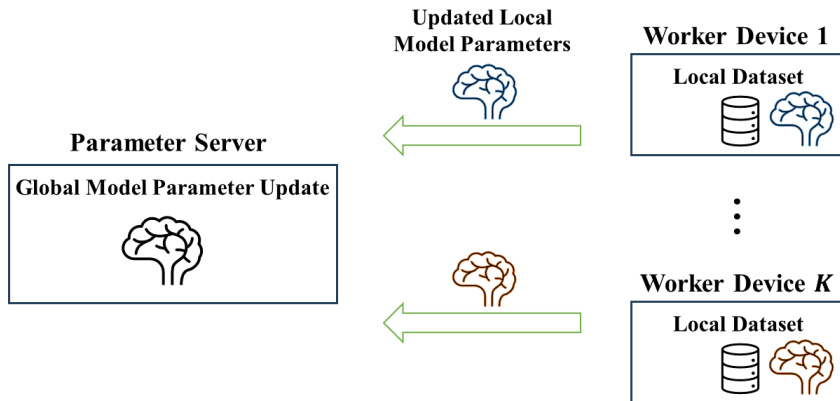 Updated Local
Model Parameters
Worker Device 1
Local Dataset
Parameter Server
Global Model Parameter Update
⋮
Worker Device K
Local Dataset